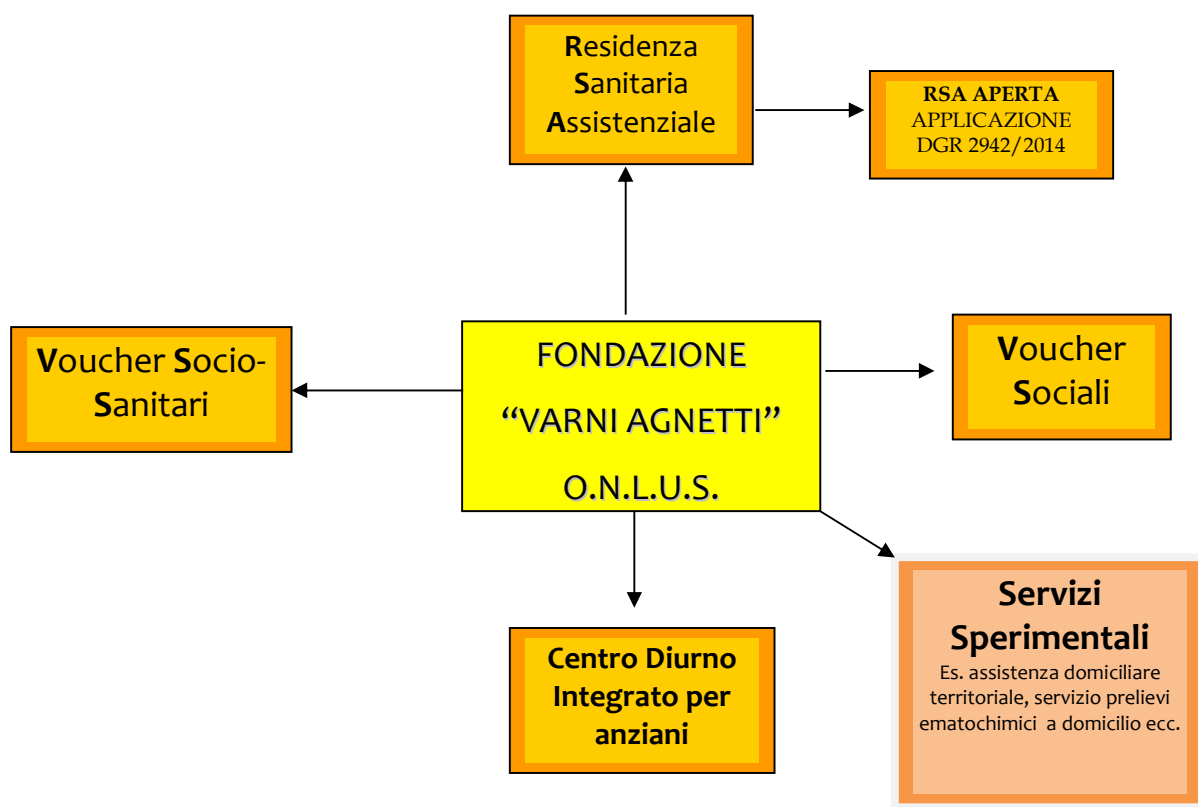 Residenza
Sanitaria
Assistenziale
RSA APERTA
APPLICAZIONE
DGR 2942/2014
Voucher Socio-
Sanitari
FONDAZIONE
“VARNI AGNETTI”
O.N.L.U.S.
Voucher
Sociali
Centro Diurno
Integrato per
anziani
Servizi
Sperimentali
Es. assistenza domiciliare
territoriale, servizio prelievi
ematochimici a domicilio ecc.